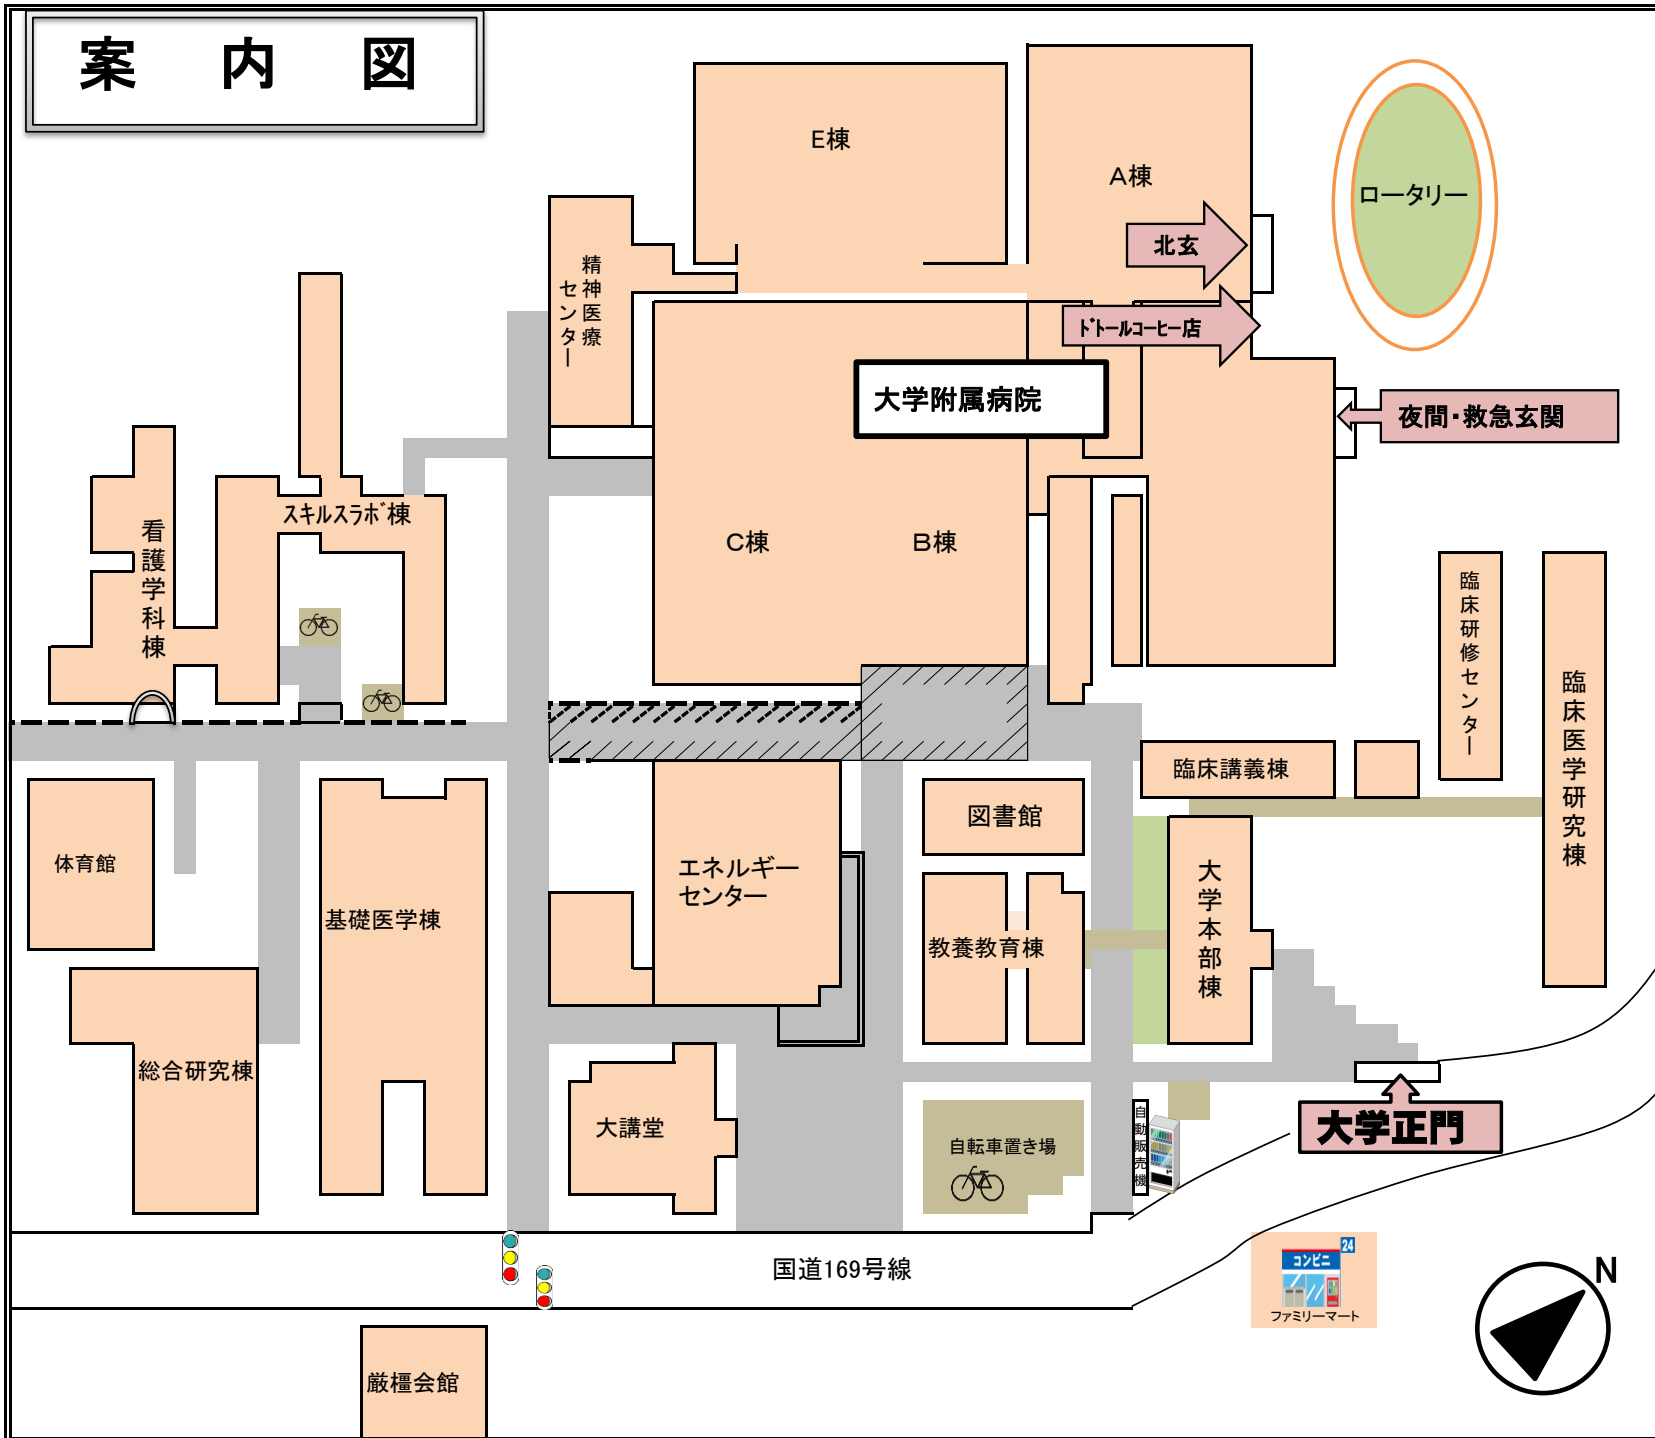 案内図
E棟
A棟
ロータリー
北玄
精神医療
センター
ドトールコーヒー店
大学附属病院
夜間・救急玄関
スキルスラボ棟
看護学科棟
C棟
B棟
臨床研修センター
臨床医学研究棟
臨床講義棟
図書館
体育館
エネルギー
センター
基礎医学棟
教養教育棟
大学本部棟
総合研究棟
大講堂
自転車置き場
自動販売機
大学正門
国道169号線
24
コンビニ
ファミリーマート
N
厳橿会館